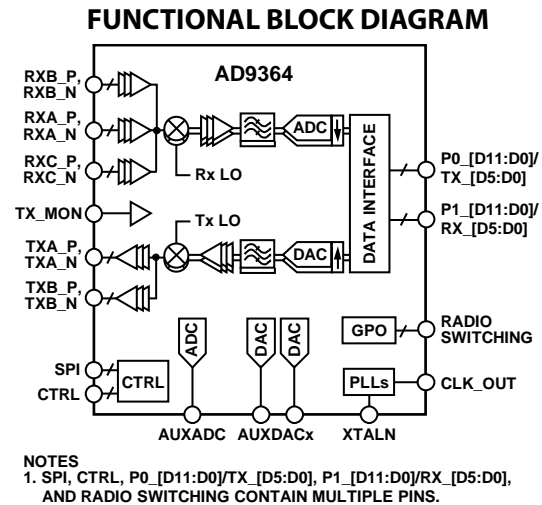 FUNCTIONAL BLOCK DIAGRAM
AD9364
RXB_P,
RXB_N
RXA_P,
RXA_N
RXC_P,
RXC_N
TX_MON
TXA_P,
TXA_N
TXB_P,
TXB_N
SPI
CTRL
CTRL
Rx LO
Tx LO
ADC
DAC
DATA INTERFACE
P0_[D11:D0]/
TX_[D5:D0]
P1_[D11:D0]/
RX_[D5:D0]
ADC
DAC
DAC
GPO
RADIO
SWITCHING
PLLs
CLK_OUT
AUXADC
AUXDACx
XTALN
NOTES
1. SPI, CTRL, P0_[D11:D0]/TX_[D5:D0], P1_[D11:D0]/RX_[D5:D0],
AND RADIO SWITCHING CONTAIN MULTIPLE PINS.